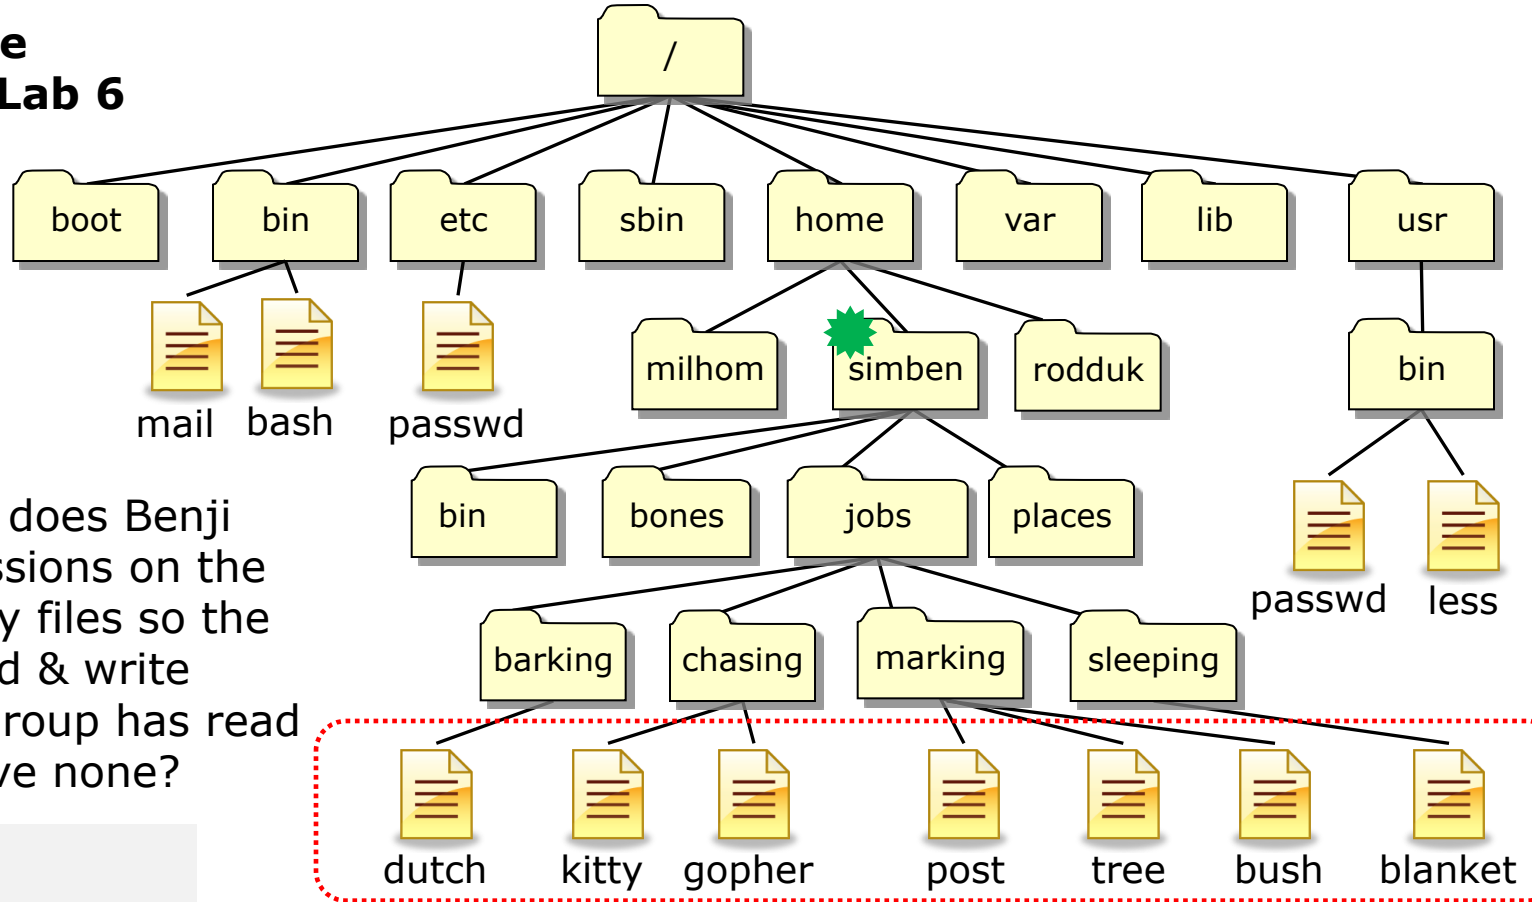 e
Lab 6
/
boot bin etc sbin home var lib usr
mail bash passwd
milhom simben rodduk bin
bin bones jobs places
passwd less
does Benji
ssions on the
y files so the
d & write
roup has read
ve none?
barking chasing marking sleeping
dutch kitty gopher post tree bush blanket